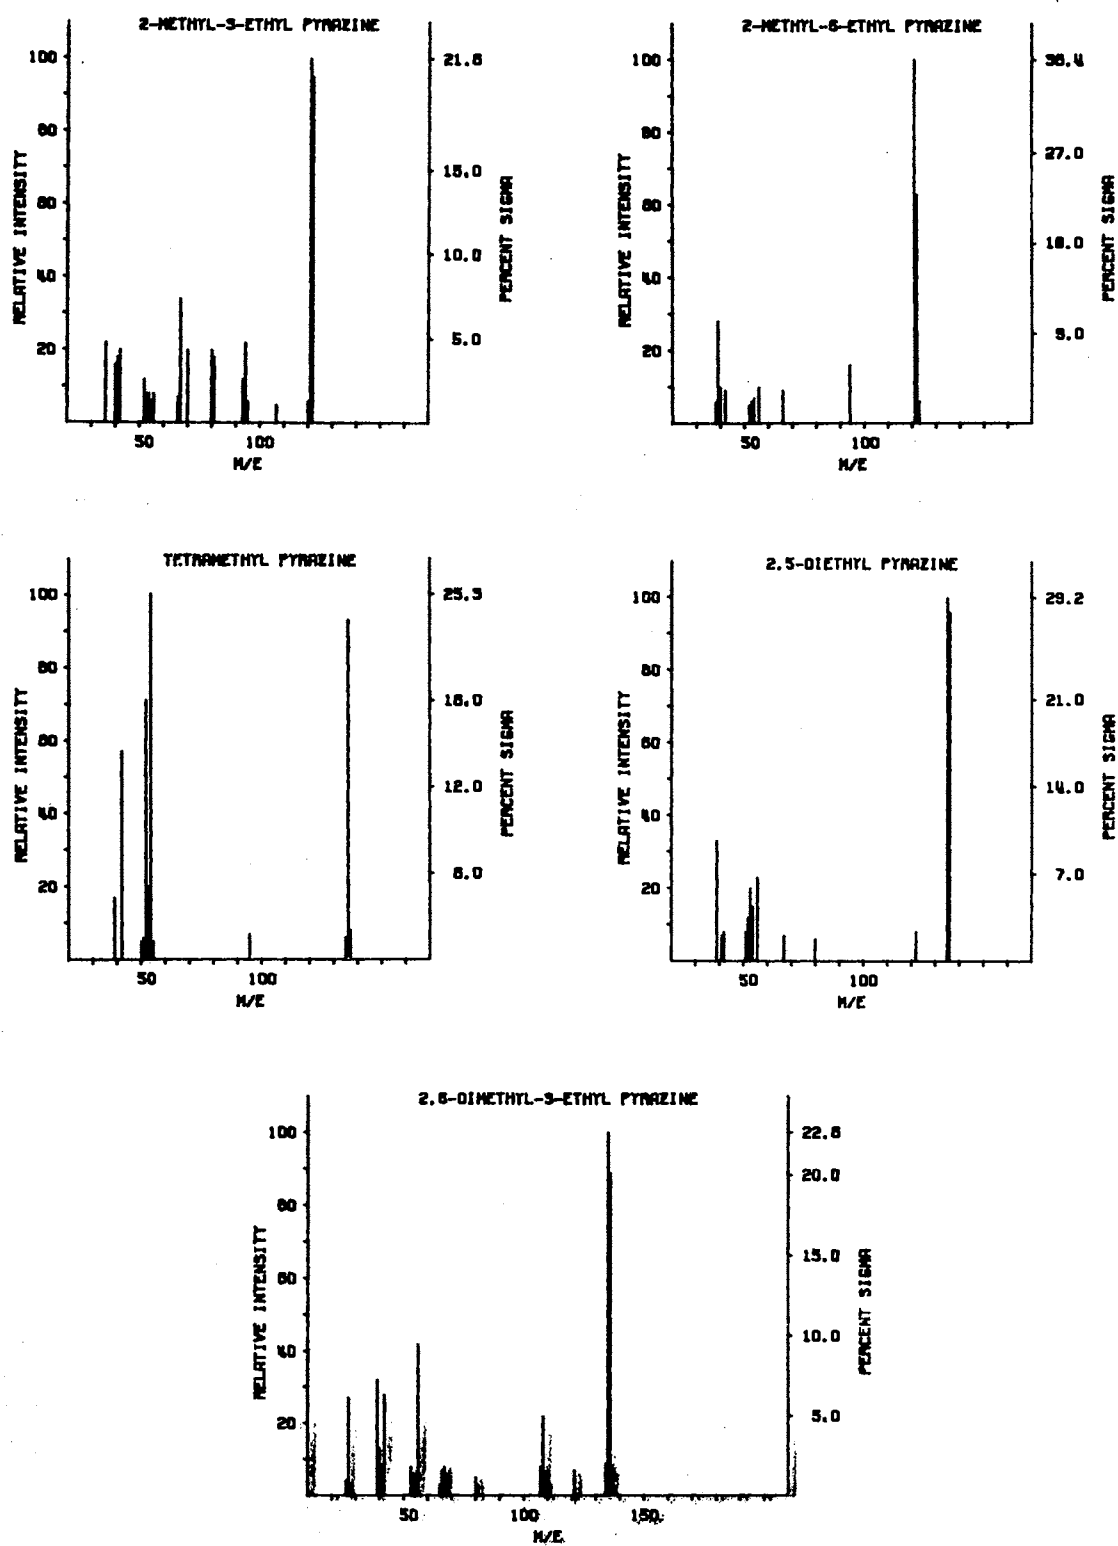 2-METHYL-3-ETHYL PYRAZINE
100
80
60
40
20
RELATIVE INTENSITY
21.6
15.0
10.0
5.0
PERCENT SIGMA
50
100
M/E
2-METHYL-6-ETHYL PYRAZINE
100
80
60
40
20
RELATIVE INTENSITY
36.4
27.0
18.0
9.0
PERCENT SIGMA
50
100
M/E
TETRAMETHYL PYRAZINE
100
80
60
40
20
RELATIVE INTENSITY
25.3
18.0
12.0
6.0
PERCENT SIGMA
50
100
M/E
2,5-DIETHYL PYRAZINE
100
80
60
40
20
RELATIVE INTENSITY
29.2
21.0
14.0
7.0
PERCENT SIGMA
50
100
M/E
2,6-DIMETHYL-3-ETHYL PYRAZINE
100
80
60
40
20
RELATIVE INTENSITY
22.6
20.0
15.0
10.0
5.0
PERCENT SIGMA
50
100
150
M/E